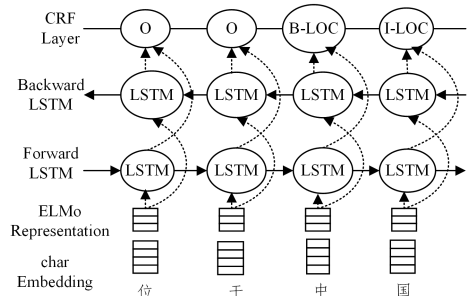 CRF
Layer
O O B-LOC I-LOC
Backward
LSTM
LSTM LSTM LSTM LSTM
Forward
LSTM
LSTM LSTM LSTM LSTM
ELMo
Representation
char
Embedding
位 于 中 国